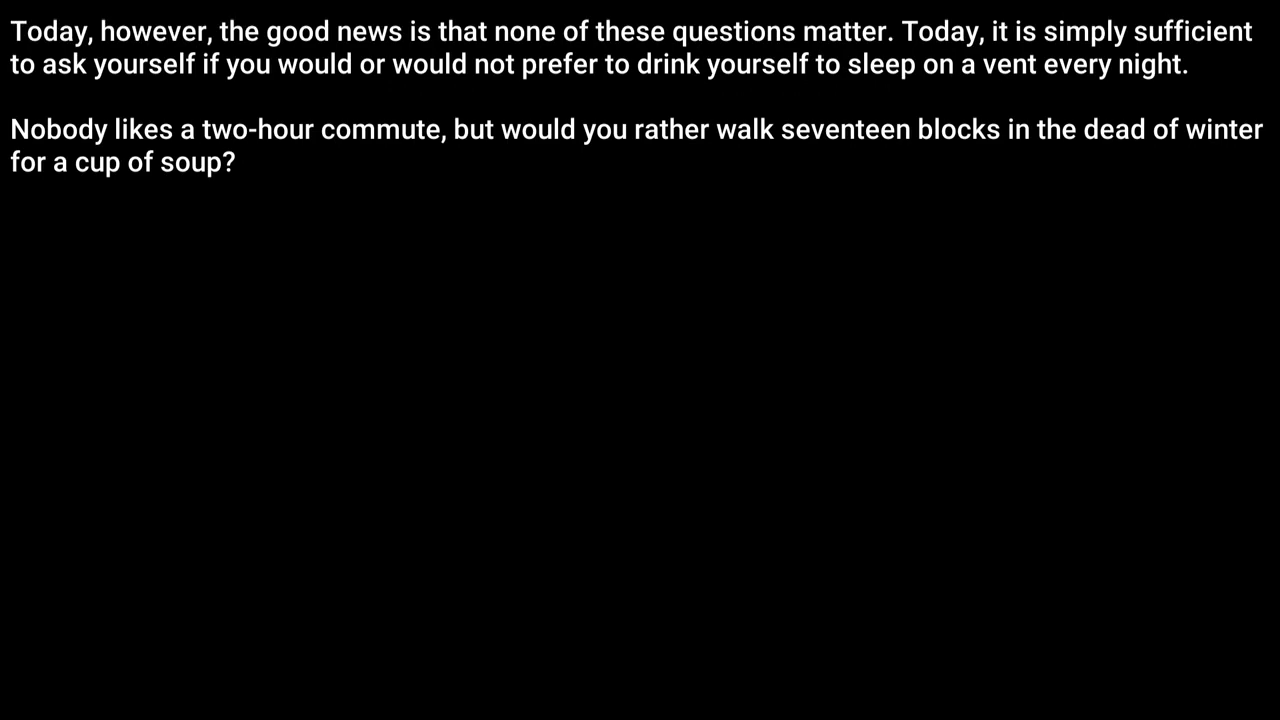 Today, however, the good news is that none of these questions matter. Today, it is simply sufficient
to ask yourself if you would or would not prefer to drink yourself to sleep on a vent every night.
Nobody likes a two-hour commute, but would you rather walk seventeen blocks in the dead of winter
for a cup of soup?